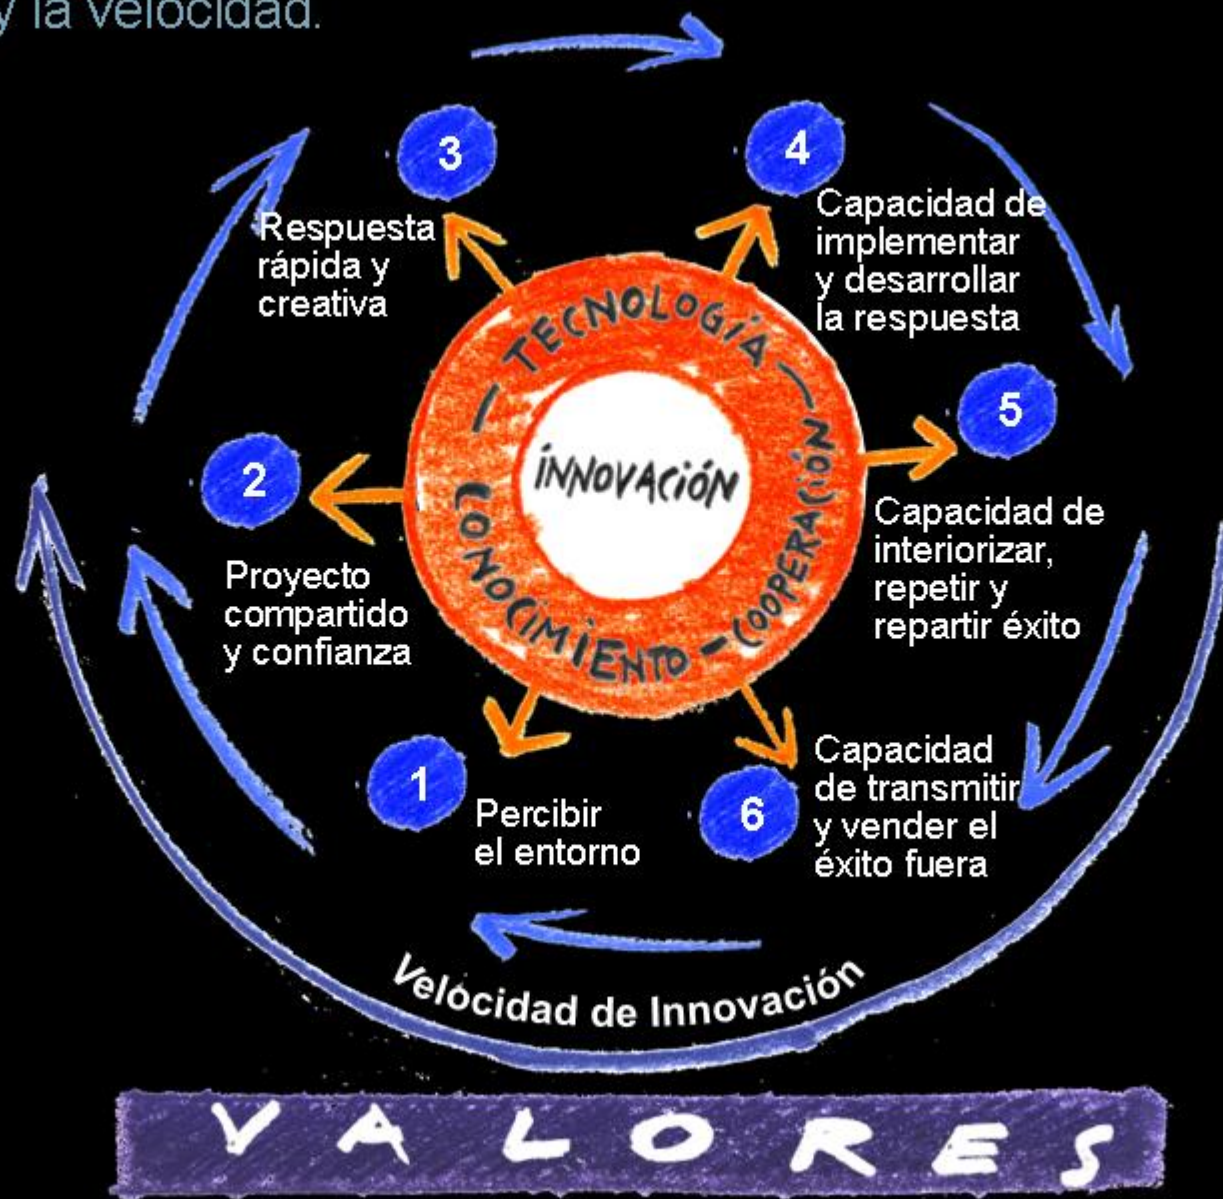 y la velocidad.
3
Respuesta
rápida y
creativa
4
Capacidad de
implementar
y desarrollar
la respuesta
TECNOLOGÍA
INNOVACIÓN
CONOCIMIENTO - COOPERACIÓN
5
Capacidad de
interiorizar,
repetir y
repartir éxito
2
Proyecto
compartido
y confianza
1
Percibir
el entorno
6
Capacidad
de transmitir
y vender el
éxito fuera
Velocidad de Innovación
VALORES